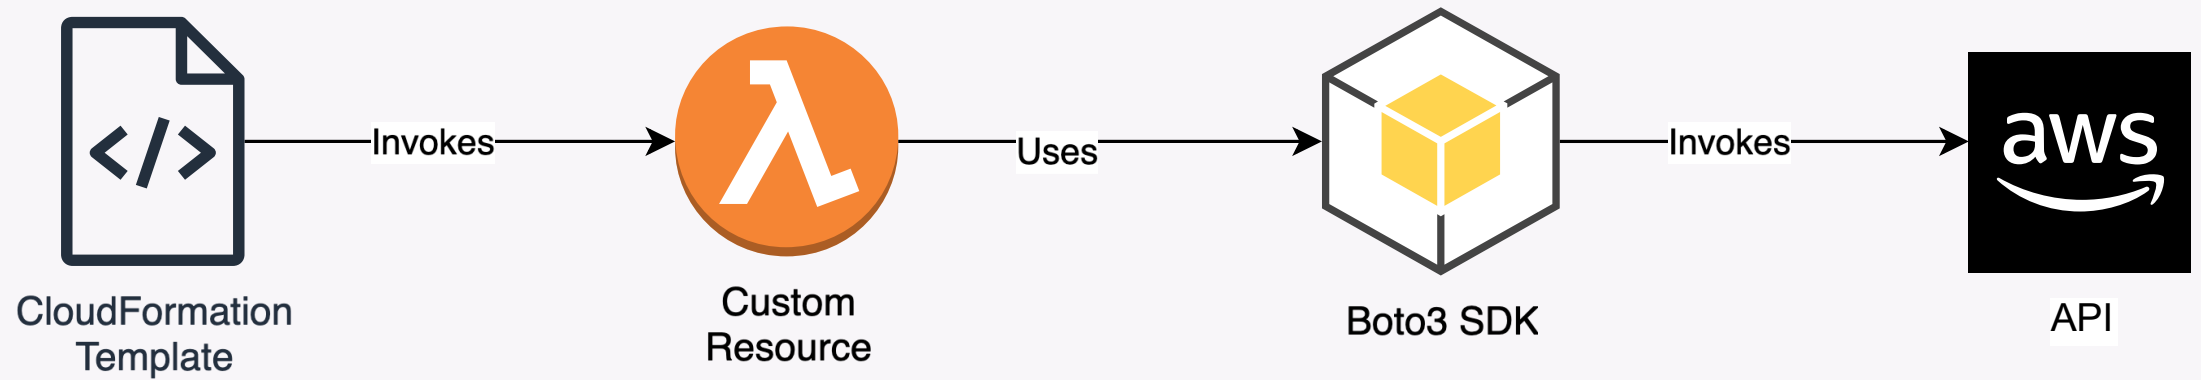 </>
CloudFormation
Template
Invokes
λ
Custom
Resource
Uses
Boto3 SDK
Invokes
aws
API